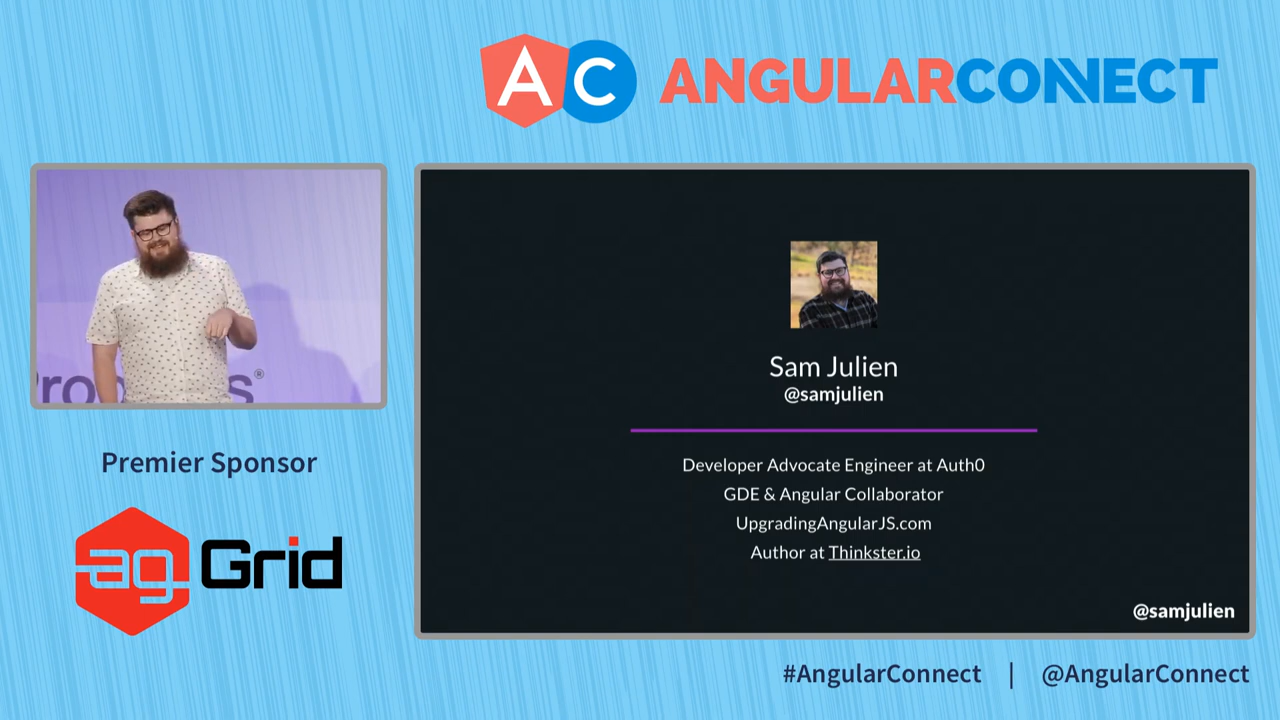 AC ANGULARCONNECT
Premier Sponsor
ag Grid
Sam Julien
@samjulien
Developer Advocate Engineer at Auth0
GDE & Angular Collaborator
UpgradingAngularJS.com
Author at Thinkster.io
@samjulien
#AngularConnect | @AngularConnect